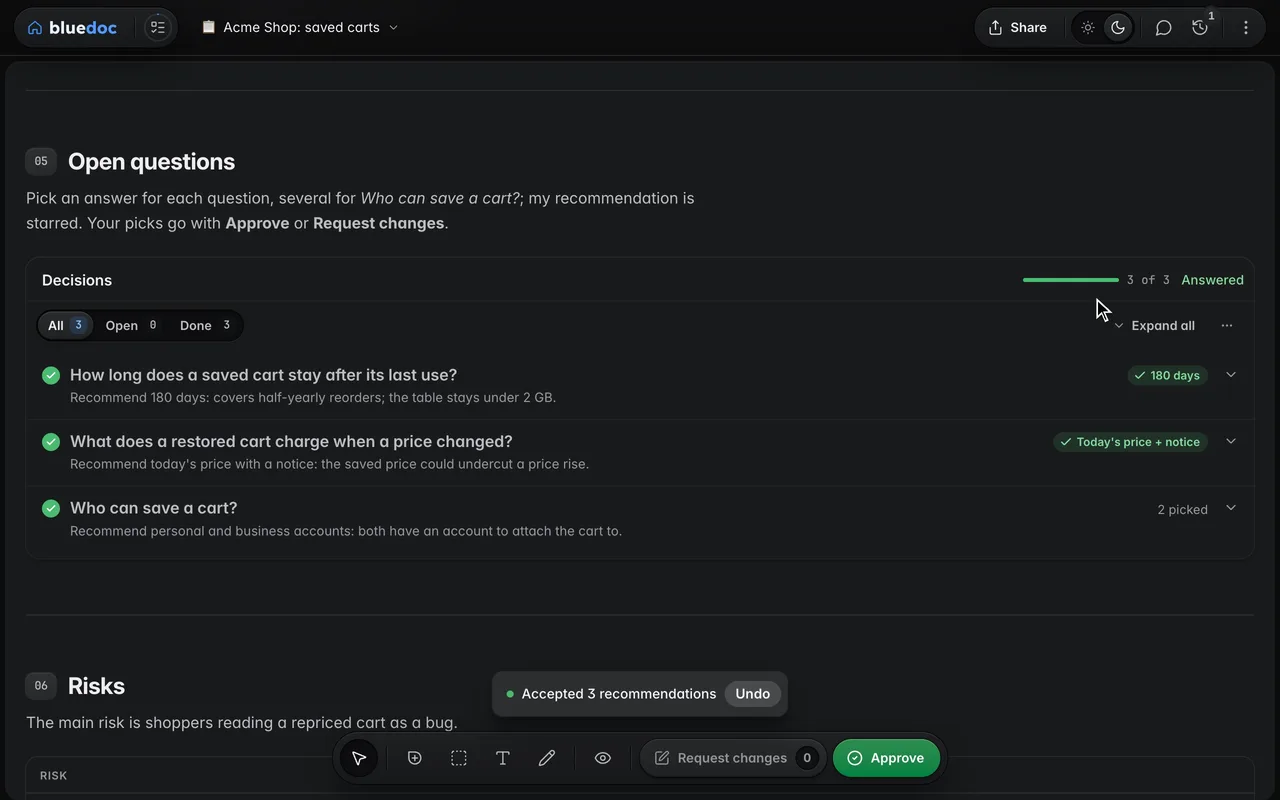 bluedoc
Acme Shop: saved carts
Share
1
05
Open questions
Pick an answer for each question, several for Who can save a cart?; my recommendation is
starred. Your picks go with Approve or Request changes.
Decisions
3 of 3
Answered
All 3
Open 0
Done 3
Expand all
How long does a saved cart stay after its last use?
180 days
Recommend 180 days: covers half-yearly reorders; the table stays under 2 GB.
What does a restored cart charge when a price changed?
Today's price + notice
Recommend today's price with a notice: the saved price could undercut a price rise.
Who can save a cart?
2 picked
Recommend personal and business accounts: both have an account to attach the cart to.
06
Risks
Accepted 3 recommendations
Undo
The main risk is shoppers reading a repriced cart as a bug.
Request changes 0
Approve
RISK